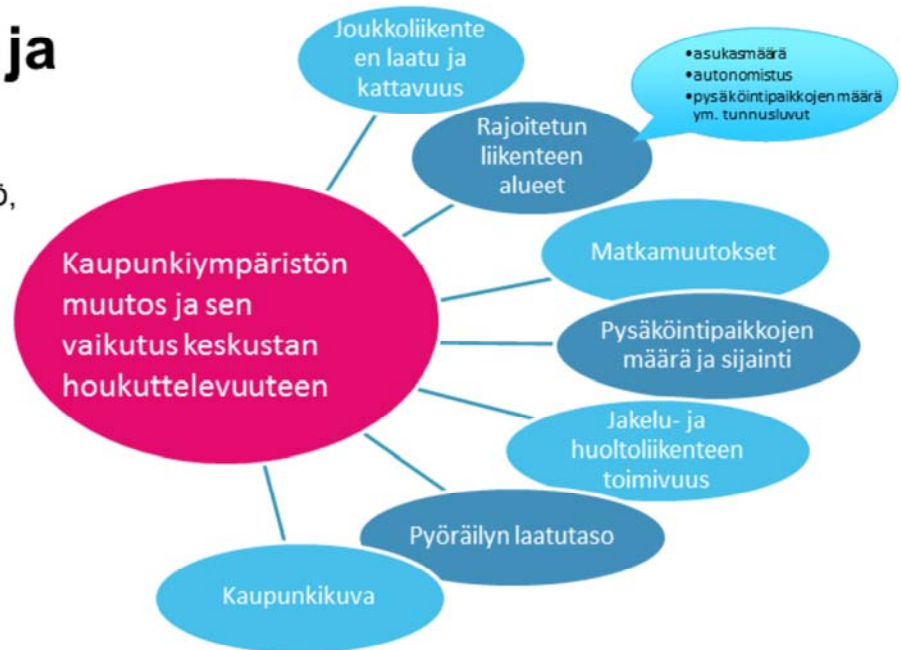 ja
ö,
Joukkoliikente
en laatu ja
kattavuus
• asukasmäärä
• autonomistus
• pysäköintipaikkojen määrä
ym. tunnusluvut
Rajoitetun
liikenteen
alueet
Matkamuutokset
Kaupunkiympäristön
muutos ja sen
vaikutus keskustan
houkuttelevuuteen
Pysäköintipaikkojen
määrä ja sijainti
Jakelu- ja
huoltoliikenteen
toimivuus
Pyöräilyn laatutaso
Kaupunkikuva